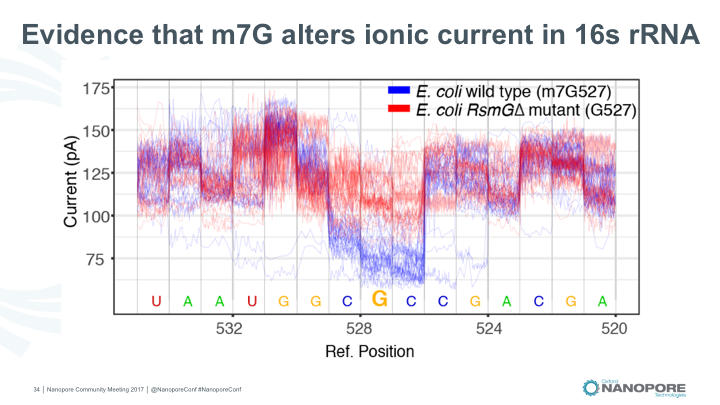 Evidence that m7G alters ionic current in 16s rRNA
E. coli wild type (m7G527)
E. coli RsmGΔ mutant (G527)
175
150
125
100
75
Current (pA)
U A A U G G C G C C G A C G A
532 528 524 520
Ref. Position
34 | Nanopore Community Meeting 2017 | @NanoporeConf #NanoporeConf
Oxford
NANOPORE
Technologies